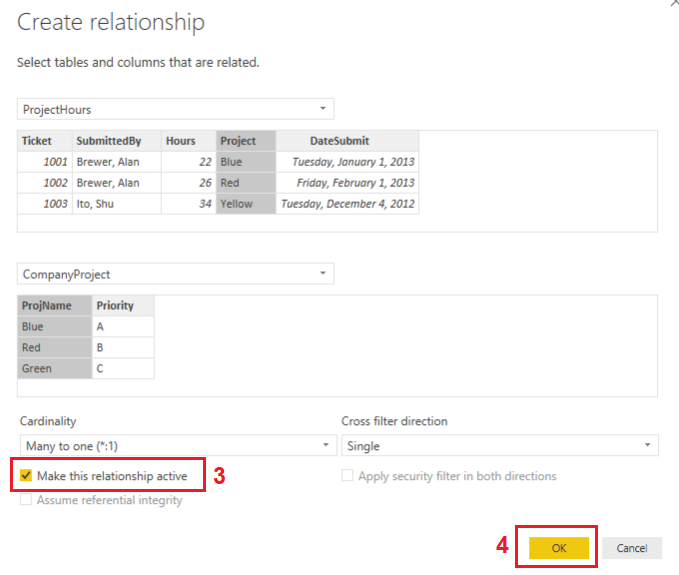 Create relationship
Select tables and columns that are related.
ProjectHours
Ticket SubmittedBy Hours Project DateSubmit
1001 Brewer, Alan 22 Blue Tuesday, January 1, 2013
1002 Brewer, Alan 26 Red Friday, February 1, 2013
1003 Ito, Shu 34 Yellow Tuesday, December 4, 2012
CompanyProject
ProjName Priority
Blue A
Red B
Green C
Cardinality Cross filter direction
Many to one (*:1) Single
Make this relationship active 3 Apply security filter in both directions
Assume referential integrity
4 OK Cancel